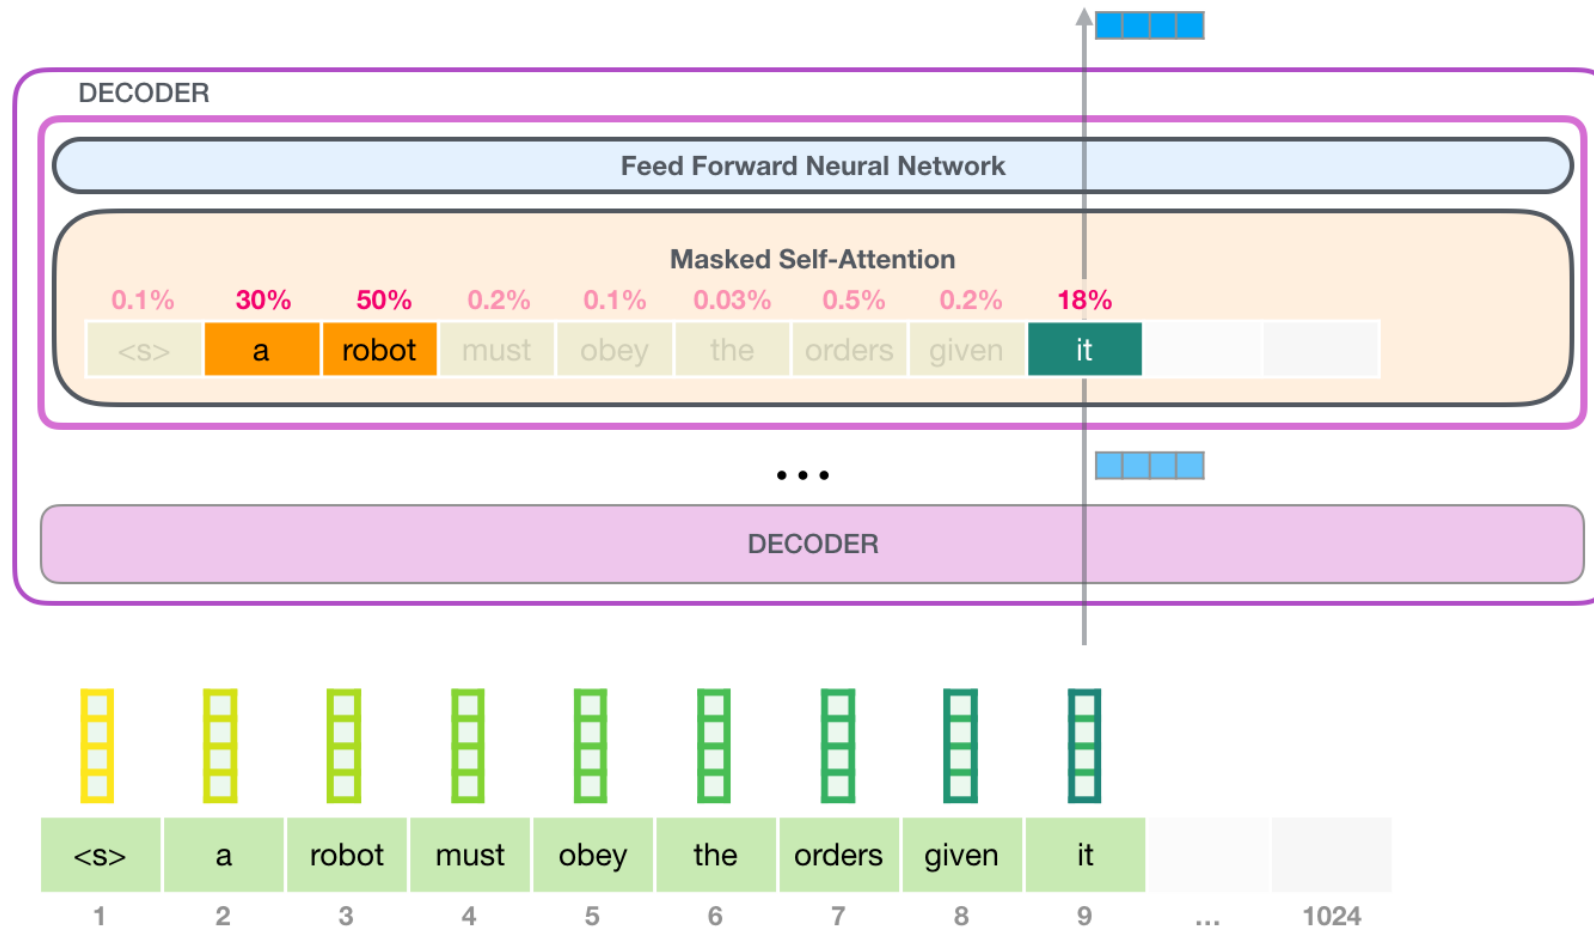 DECODER
Feed Forward Neural Network
Masked Self-Attention
0.1% 30% 50% 0.2% 0.1% 0.03% 0.5% 0.2% 18%
<s> a robot must obey the orders given it
...
DECODER
<s> a robot must obey the orders given it
1 2 3 4 5 6 7 8 9 ... 1024